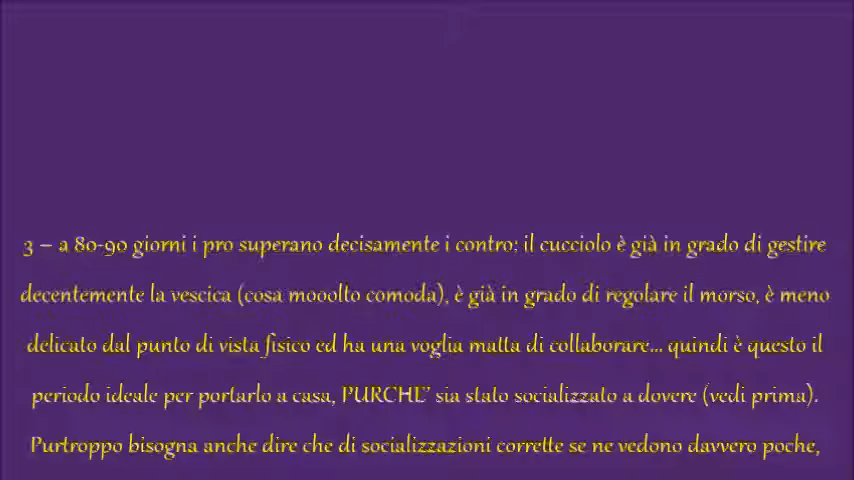 3 – a 80-90 giorni i pro superano decisamente i contro: il cucciolo è già in grado di gestire
decentemente la vescica (cosa mooolto comoda), è già in grado di regolare il morso, è meno
delicato dal punto di vista fisico ed ha una voglia matta di collaborare... quindi è questo il
periodo ideale per portarlo a casa, PURCHE’ sia stato socializzato a dovere (vedi prima).
Purtroppo bisogna anche dire che di socializzazioni corrette se ne vedono davvero poche,